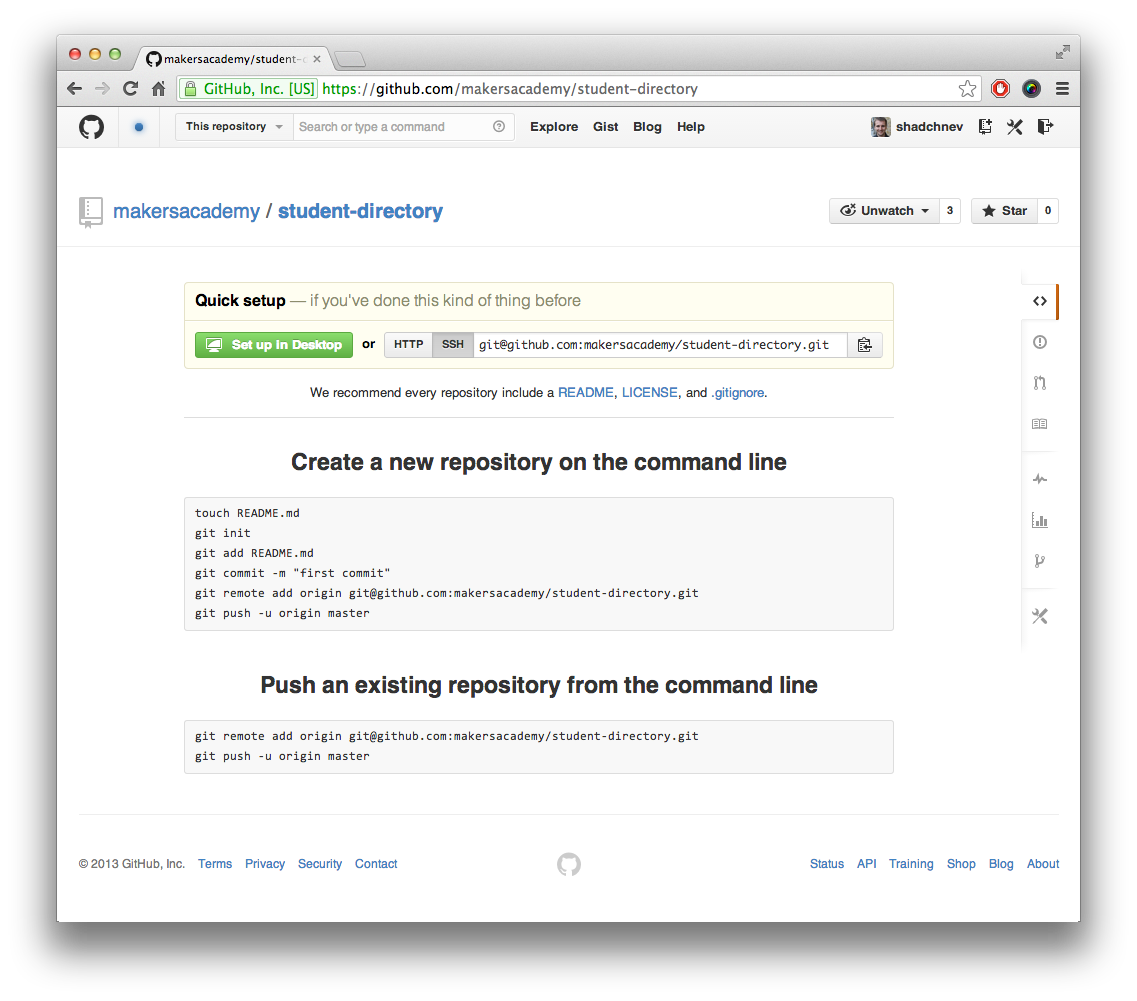 makersacademy/student-
GitHub, Inc. [US] https://github.com/makersacademy/student-directory
This repository Search or type a command Explore Gist Blog Help shadchnev
makersacademy / student-directory Unwatch 3 Star 0
Quick setup — if you've done this kind of thing before
Set up in Desktop or HTTP SSH git@github.com:makersacademy/student-directory.git
We recommend every repository include a README, LICENSE, and .gitignore.
Create a new repository on the command line
touch README.md
git init
git add README.md
git commit -m "first commit"
git remote add origin git@github.com:makersacademy/student-directory.git
git push -u origin master
Push an existing repository from the command line
git remote add origin git@github.com:makersacademy/student-directory.git
git push -u origin master
© 2013 GitHub, Inc. Terms Privacy Security Contact Status API Training Shop Blog About